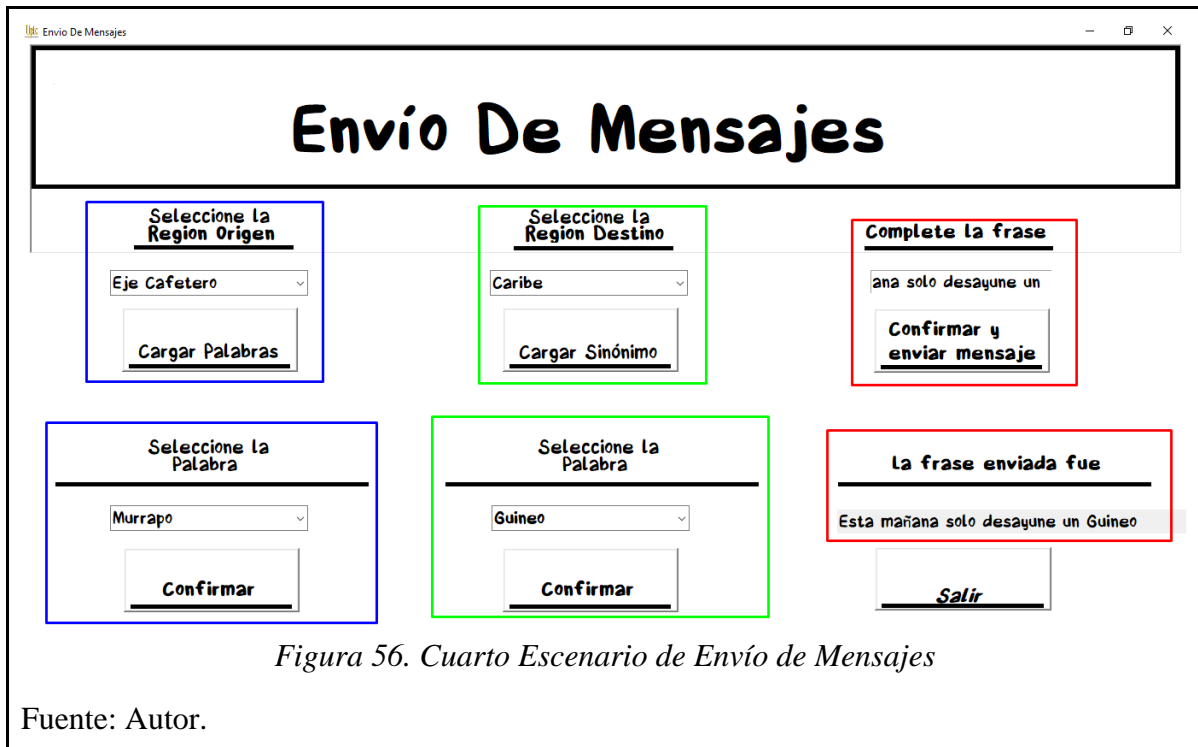 Envio De Mensajes
Envío De Mensajes
Seleccione la
Region Origen
Eje Cafetero
Cargar Palabras
Seleccione la
Region Destino
Caribe
Cargar Sinónimo
Complete la frase
ana solo desayune un
Confirmar y
enviar mensaje
Seleccione la
Palabra
Murrapo
Confirmar
Seleccione la
Palabra
Guineo
Confirmar
La frase enviada fue
Esta mañana solo desayune un Guineo
Salir
Figura 56. Cuarto Escenario de Envío de Mensajes
Fuente: Autor.